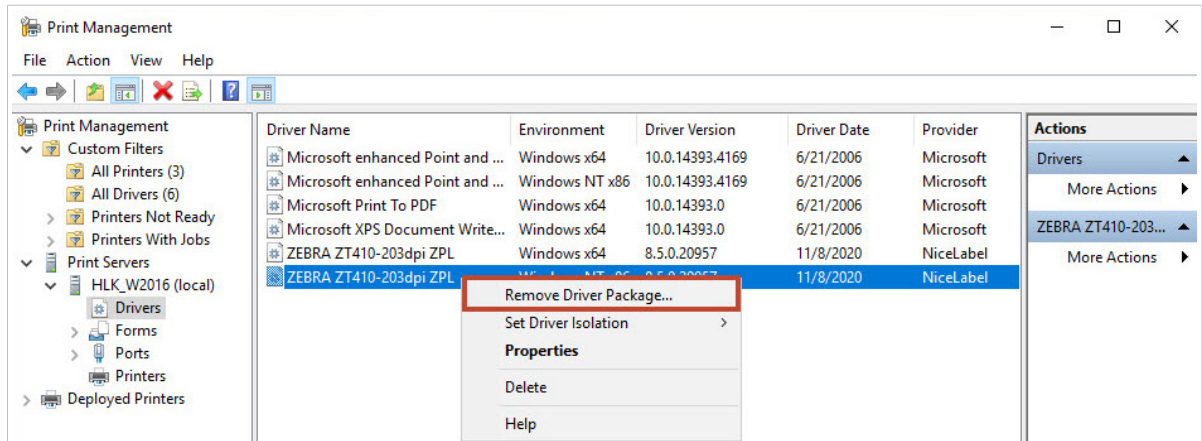 Print Management
File Action View Help
Print Management
Custom Filters
All Printers (3)
All Drivers (6)
Printers Not Ready
Printers With Jobs
Print Servers
HLK_W2016 (local)
Drivers
Forms
Ports
Printers
Deployed Printers
Driver Name Environment Driver Version Driver Date Provider
Microsoft enhanced Point and ... Windows x64 10.0.14393.4169 6/21/2006 Microsoft
Microsoft enhanced Point and ... Windows NT x86 10.0.14393.4169 6/21/2006 Microsoft
Microsoft Print To PDF Windows x64 10.0.14393.0 6/21/2006 Microsoft
Microsoft XPS Document Write... Windows x64 10.0.14393.0 6/21/2006 Microsoft
ZEBRA ZT410-203dpi ZPL Windows x64 8.5.0.20957 11/8/2020 NiceLabel
ZEBRA ZT410-203dpi ZPL Windows NT x86 8.5.0.20957 11/8/2020 NiceLabel
Remove Driver Package...
Set Driver Isolation
Properties
Delete
Help
Actions
Drivers
More Actions
ZEBRA ZT410-203...
More Actions